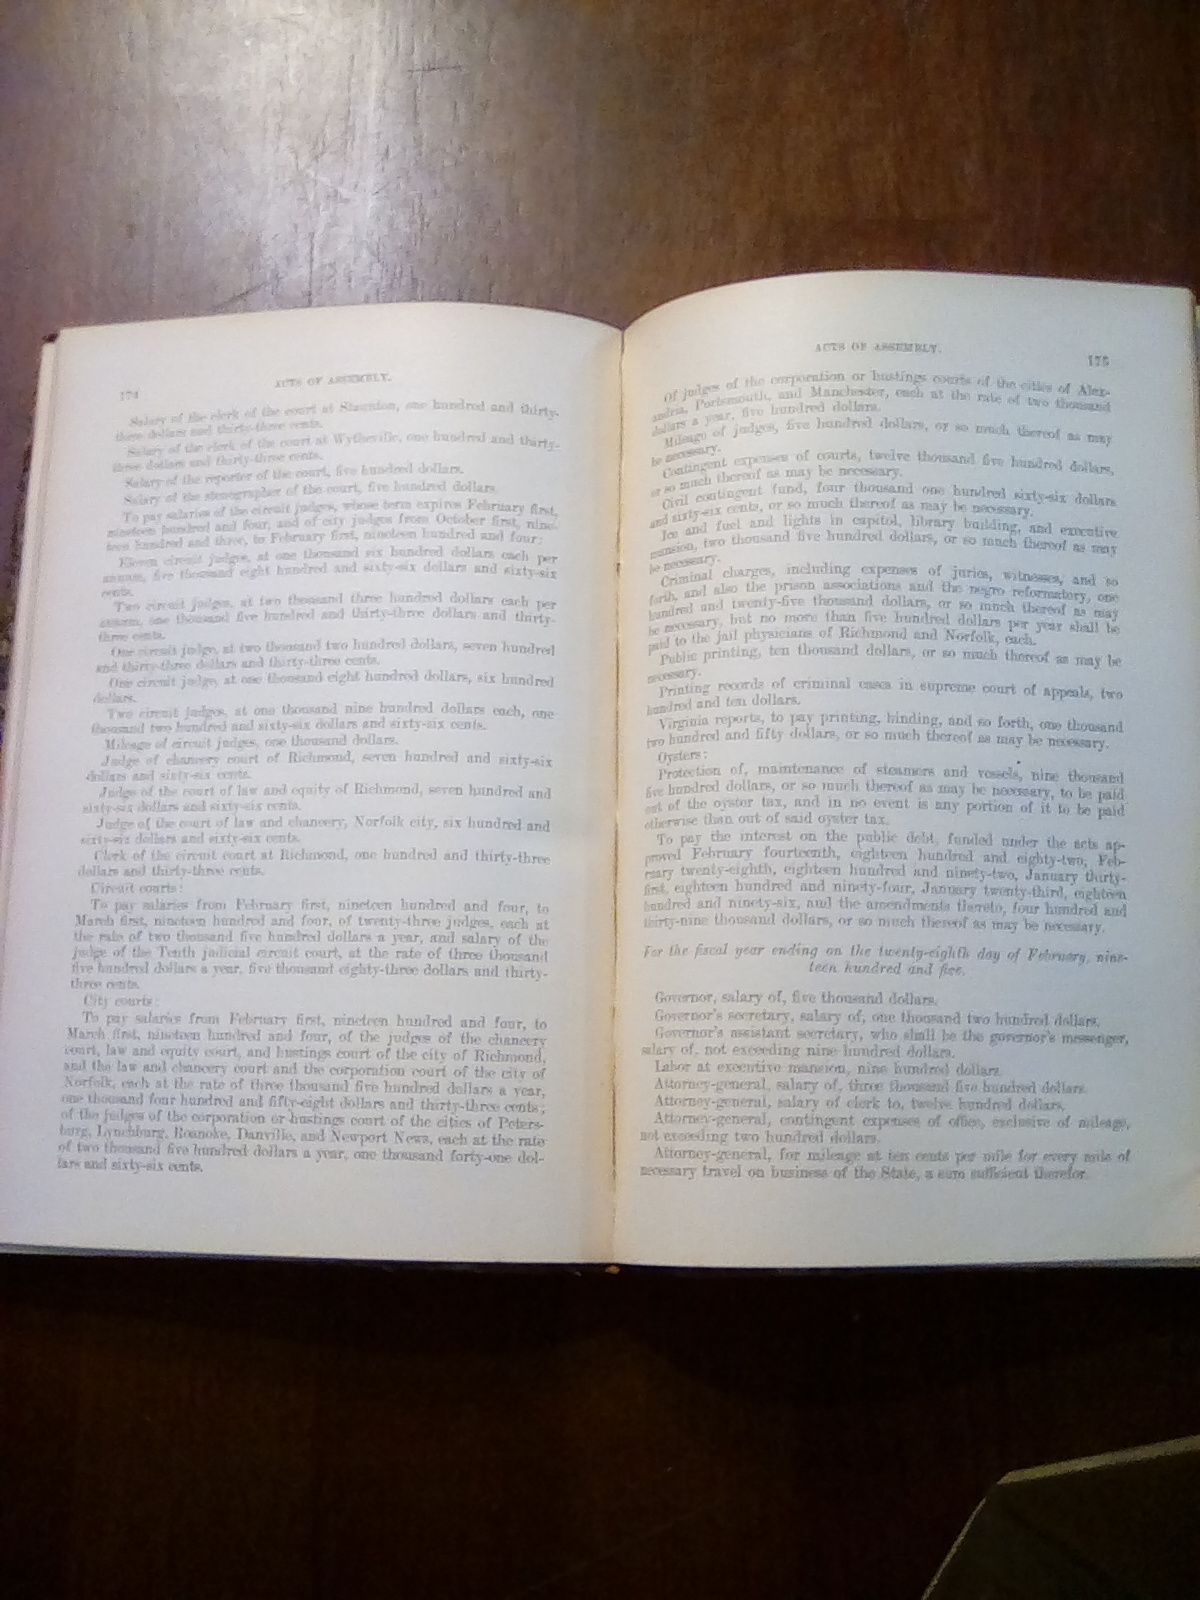 174
ACTS OF ASSEMBLY.
Salary of the clerk of the court at Staunton, one hundred and thirty-
three dollars and thirty-three cents.
Salary of the clerk of the court at Wytheville, one hundred and thirty-
three dollars and thirty-three cents.
Salary of the reporter of the court, five hundred dollars.
Salary of the stenographer of the court, five hundred dollars.
To pay salaries of the circuit judges, whose term expires February first,
nineteen hundred and four, and of city judges from October first, nine-
teen hundred and three, to February first, nineteen hundred and four:
Eleven circuit judges, at one thousand six hundred dollars each per
annum, five thousand eight hundred and sixty-six dollars and sixty-six
cents.
Two circuit judges, at two thousand three hundred dollars each per
annum, one thousand five hundred and thirty-three dollars and thirty-
three cents.
One circuit judge, at two thousand two hundred dollars, seven hundred
and thirty-three dollars and thirty-three cents.
One circuit judge, at one thousand eight hundred dollars, six hundred
dollars.
Two circuit judges, at one thousand nine hundred dollars each, one
thousand two hundred and sixty-six dollars and sixty-six cents.
Mileage of circuit judges, one thousand dollars.
Judge of chancery court of Richmond, seven hundred and sixty-six
dollars and sixty-six cents.
Judge of the court of law and equity of Richmond, seven hundred and
sixty-six dollars and sixty-six cents.
Judge of the court of law and chancery, Norfolk city, six hundred and
sixty-six dollars and sixty-six cents.
Clerk of the circuit court at Richmond, one hundred and thirty-three
dollars and thirty-three cents.
Circuit courts:
To pay salaries from February first, nineteen hundred and four, to
March first, nineteen hundred and four, of twenty-three judges, each at
the rate of two thousand five hundred dollars a year, and salary of the
judge of the Tenth judicial circuit court, at the rate of three thousand
five hundred dollars a year, five thousand eighty-three dollars and thirty-
three cents.
City courts:
To pay salaries from February first, nineteen hundred and four, to
March first, nineteen hundred and four, of the judges of the chancery
court, law and equity court, and hustings court of the city of Richmond,
and the law and chancery court and the corporation court of the city of
Norfolk, each at the rate of three thousand five hundred dollars a year,
one thousand four hundred and fifty-eight dollars and thirty-three cents;
of the judges of the corporation or hustings court of the cities of Peters-
burg, Lynchburg, Roanoke, Danville, and Newport News, each at the rate
of two thousand five hundred dollars a year, one thousand forty-one dol-
lars and sixty-six cents.
ACTS OF ASSEMBLY.
175
Of judges of the corporation or hustings courts of the cities of Alex-
andria, Portsmouth, and Manchester, each at the rate of two thousand
dollars a year, five hundred dollars.
Mileage of judges, five hundred dollars, or so much thereof as may
be necessary.
Contingent expenses of courts, twelve thousand five hundred dollars,
or so much thereof as may be necessary.
Civil contingent fund, four thousand one hundred sixty-six dollars
and sixty-six cents, or so much thereof as may be necessary.
Ice and fuel and lights in capitol, library building, and executive
mansion, two thousand five hundred dollars, or so much thereof as may
be necessary.
Criminal charges, including expenses of juries, witnesses, and so
forth, and also the prison associations and the negro reformatory, one
hundred and twenty-five thousand dollars, or so much thereof as may
be necessary, but no more than five hundred dollars per year shall be
paid to the jail physicians of Richmond and Norfolk, each.
Public printing, ten thousand dollars, or so much thereof as may be
necessary.
Printing records of criminal cases in supreme court of appeals, two
hundred and ten dollars.
Virginia reports, to pay printing, binding, and so forth, one thousand
two hundred and fifty dollars, or so much thereof as may be necessary.
Oysters:
Protection of, maintenance of steamers and vessels, nine thousand
five hundred dollars, or so much thereof as may be necessary, to be paid
out of the oyster tax, and in no event is any portion of it to be paid
otherwise than out of said oyster tax.
To pay the interest on the public debt, funded under the acts ap-
proved February fourteenth, eighteen hundred and eighty-two, Feb-
ruary twenty-eighth, eighteen hundred and ninety-two, January thirty-
first, eighteen hundred and ninety-four, January twenty-third, eighteen
hundred and ninety-six, and the amendments thereto, four hundred and
thirty-nine thousand dollars, or so much thereof as may be necessary.
For the fiscal year ending on the twenty-eighth day of February, nine-
teen hundred and five.
Governor, salary of, five thousand dollars.
Governor's secretary, salary of, one thousand two hundred dollars.
Governor's assistant secretary, who shall be the governor's messenger,
salary of, not exceeding nine hundred dollars.
Labor at executive mansion, nine hundred dollars.
Attorney-general, salary of, three thousand five hundred dollars.
Attorney-general, salary of clerk to, twelve hundred dollars.
Attorney-general, contingent expenses of office, exclusive of mileage,
not exceeding two hundred dollars.
Attorney-general, for mileage at ten cents per mile for every mile of
necessary travel on business of the State, a sum sufficient therefor.